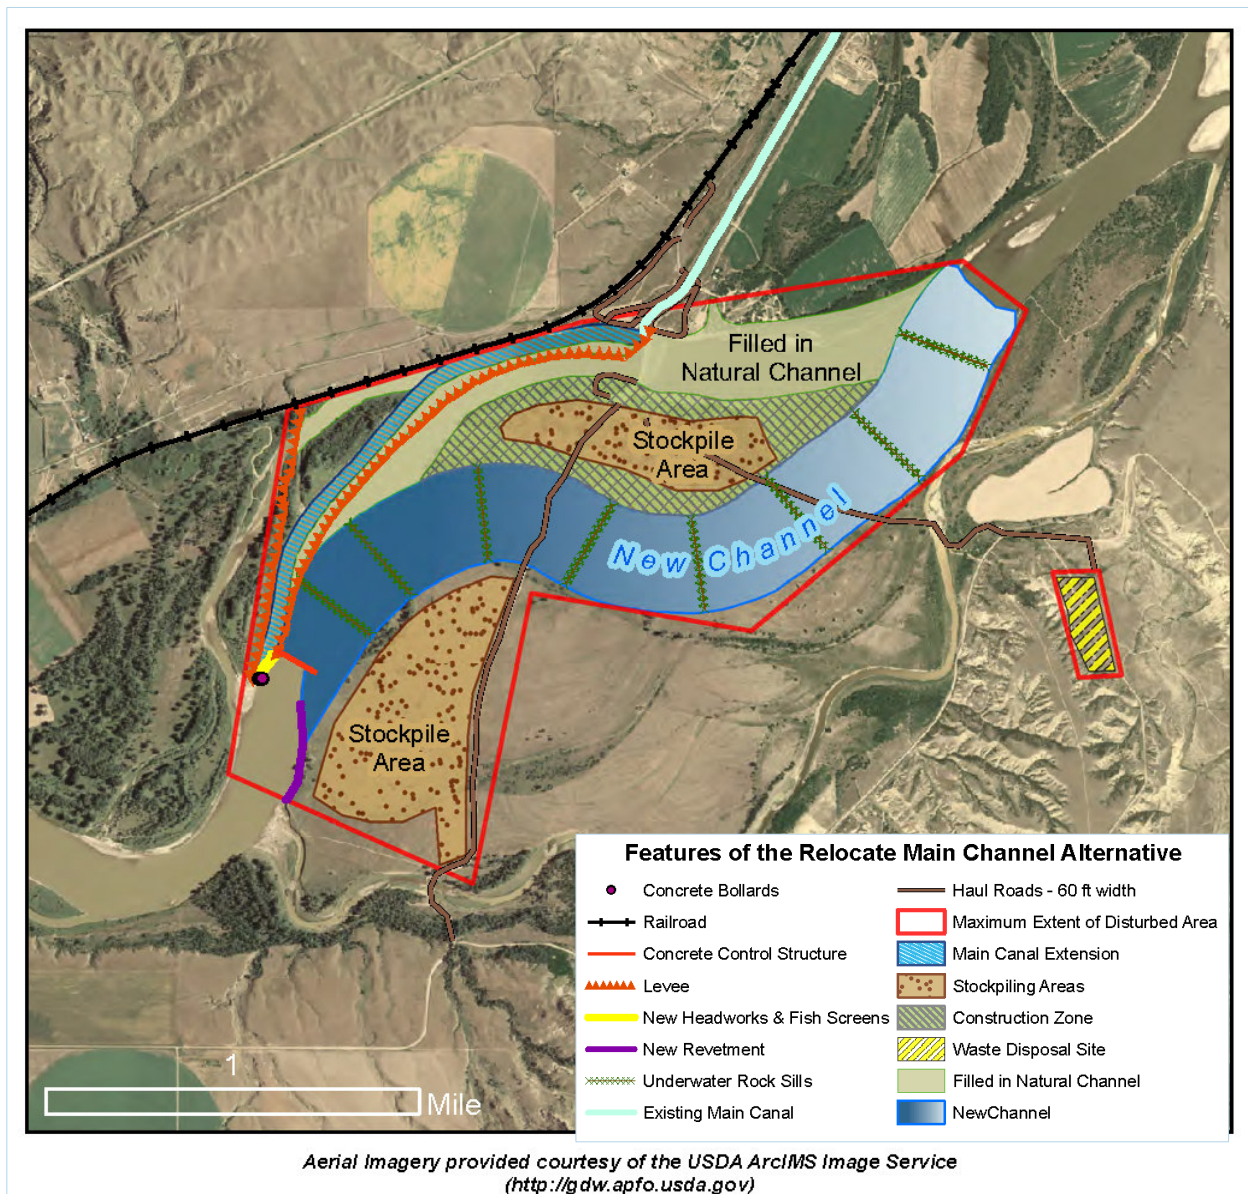 Filled in
Natural Channel
Stockpile
Area
New Channel
Stockpile
Area
1
Mile
Features of the Relocate Main Channel Alternative
Concrete Bollards
Railroad
Concrete Control Structure
Levee
New Headworks & Fish Screens
New Revetment
Underwater Rock Sills
Existing Main Canal
Haul Roads - 60 ft width
Maximum Extent of Disturbed Area
Main Canal Extension
Stockpiling Areas
Construction Zone
Waste Disposal Site
Filled in Natural Channel
NewChannel
Aerial Imagery provided courtesy of the USDA ArcIMS Image Service
(http://gdw.apfo.usda.gov)